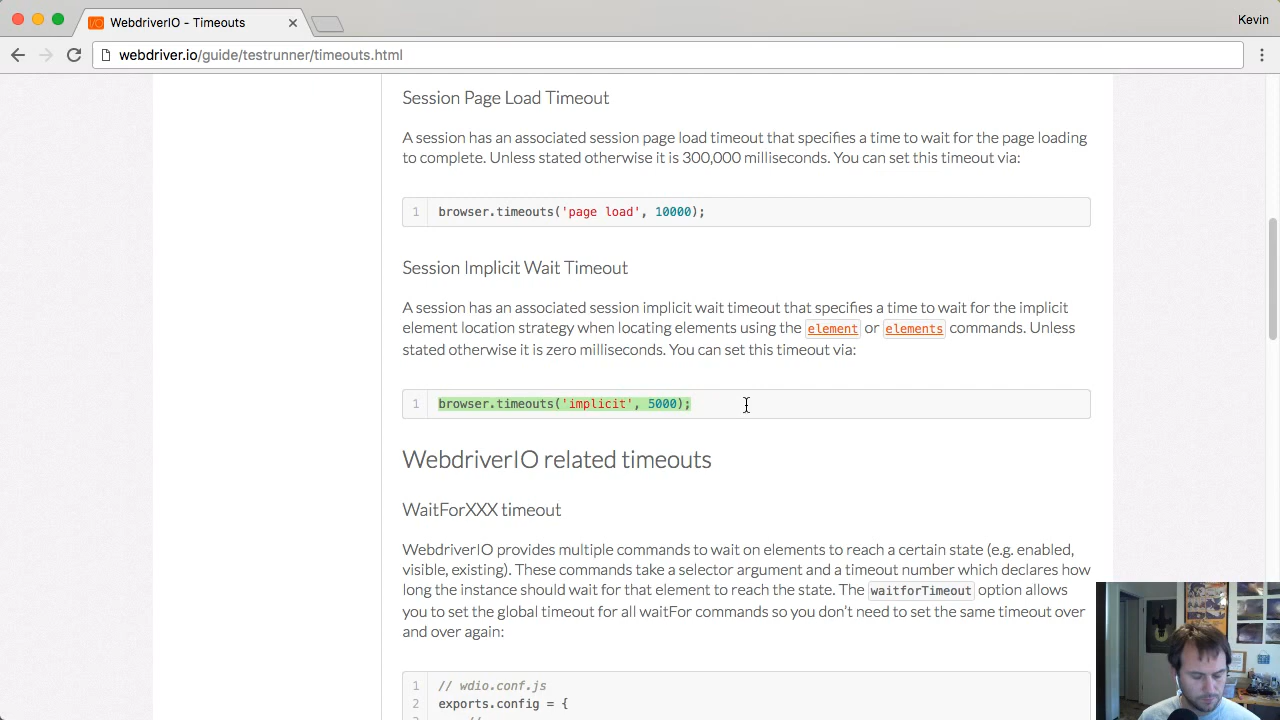 WebdriverIO - Timeouts
Kevin
webdriver.io/guide/testrunner/timeouts.html
Session Page Load Timeout
A session has an associated session page load timeout that specifies a time to wait for the page loading
to complete. Unless stated otherwise it is 300,000 milliseconds. You can set this timeout via:
1 browser.timeouts('page load', 10000);
Session Implicit Wait Timeout
A session has an associated session implicit wait timeout that specifies a time to wait for the implicit
element location strategy when locating elements using the element or elements commands. Unless
stated otherwise it is zero milliseconds. You can set this timeout via:
1 browser.timeouts('implicit', 5000);
WebdriverIO related timeouts
WaitForXXX timeout
WebdriverIO provides multiple commands to wait on elements to reach a certain state (e.g. enabled,
visible, existing). These commands take a selector argument and a timeout number which declares how
long the instance should wait for that element to reach the state. The waitforTimeout option allows
you to set the global timeout for all waitFor commands so you don't need to set the same timeout over
and over again:
1 // wdio.conf.js
2 exports.config = {